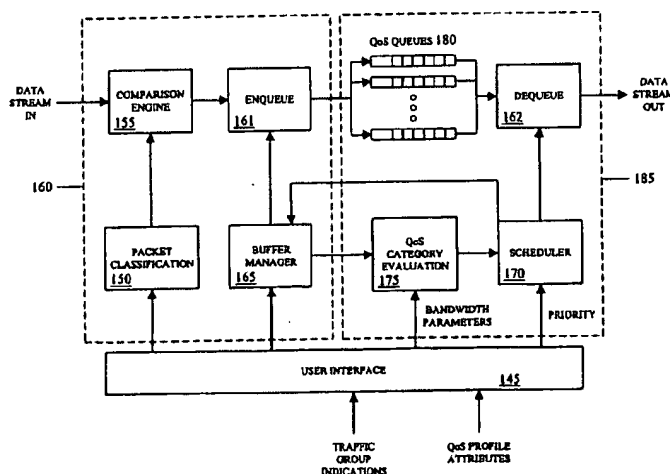 QoS QUEUES 180
DATA
STREAM
IN
COMPARISON
ENGINE
155
ENQUEUE
161
DEQUEUE
162
DATA
STREAM
OUT
160
185
PACKET
CLASSIFICATION
150
BUFFER
MANAGER
165
QoS
CATEGORY
EVALUATION
175
SCHEDULER
170
BANDWIDTH
PARAMETERS
PRIORITY
USER INTERFACE
145
TRAFFIC
GROUP
INDICATIONS
QoS PROFILE
ATTRIBUTES